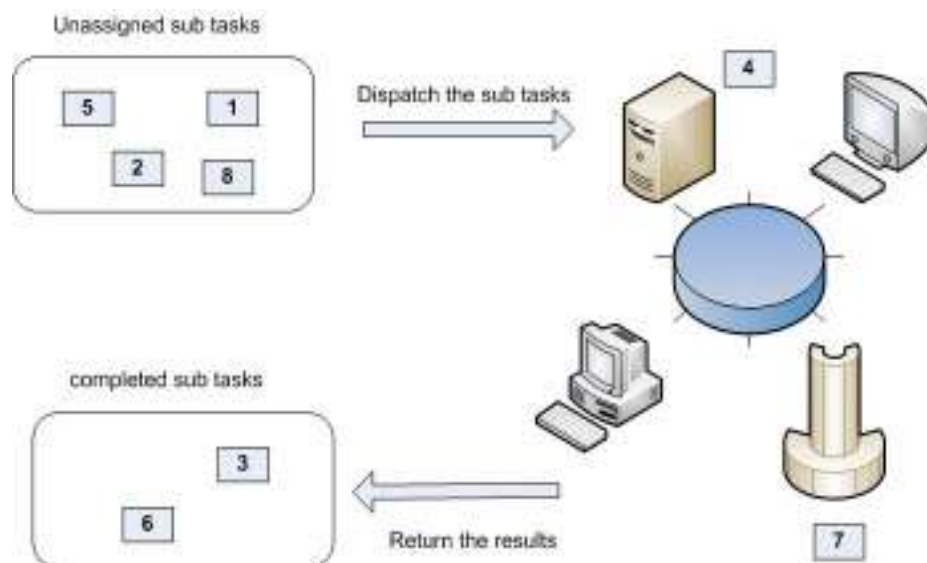 Unassigned sub tasks
4
5
1
Dispatch the sub tasks
2
8
completed sub tasks
3
6
Return the results
7